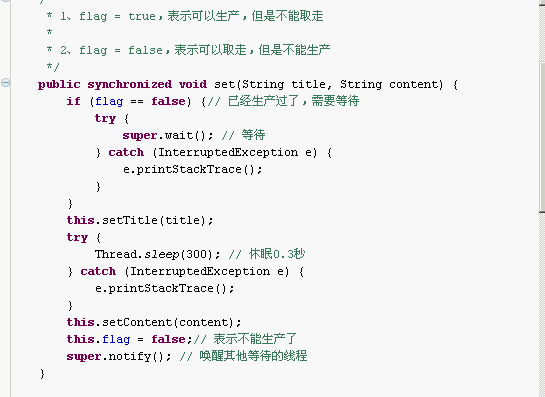 */
* 1、flag = true,表示可以生产,但是不能取走
*
* 2、flag = false,表示可以取走,但是不能生产
*/
public synchronized void set(String title, String content) {
if (flag == false) {// 已经生产过了,需要等待
try {
super.wait(); // 等待
} catch (InterruptedException e) {
e.printStackTrace();
}
}
this.setTitle(title);
try {
Thread.sleep(300); // 休眠0.3秒
} catch (InterruptedException e) {
e.printStackTrace();
}
this.setContent(content);
this.flag = false;// 表示不能生产了
super.notify(); // 唤醒其他等待的线程
}